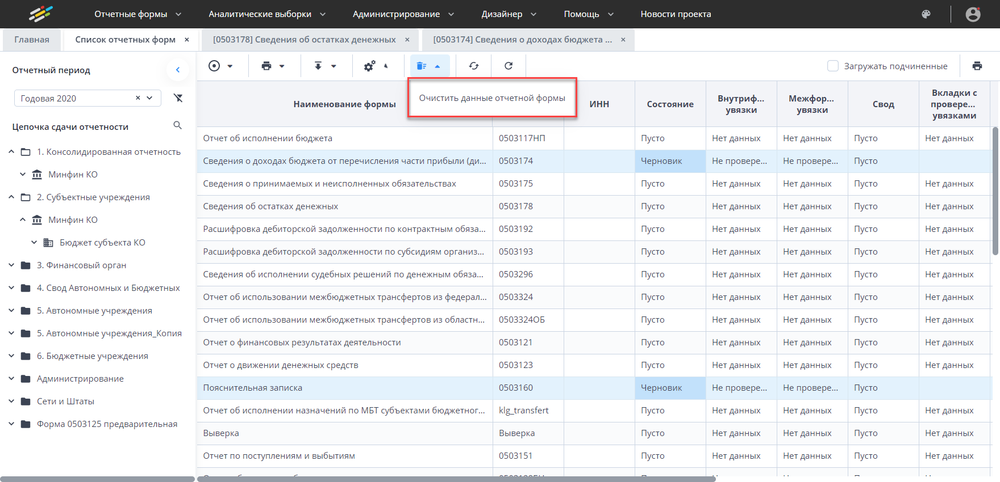 Отчетные формы
Аналитические выборки
Администрирование
Дизайнер
Помощь
Новости проекта
Главная
Список отчетных форм
[0503178] Сведения об остатках денежных
[0503174] Сведения о доходах бюджета ...
Отчетный период
Годовая 2020
Цепочка сдачи отчетности
1. Консолидированная отчетность
Минфин КО
2. Субъектные учреждения
Минфин КО
Бюджет субъекта КО
3. Финансовый орган
4. Свод Автономных и Бюджетных
5. Автономные учреждения
5. Автономные учреждения_Копия
6. Бюджетные учреждения
Администрирование
Сети и Штаты
Форма 0503125 предварительная
Загружать подчиненные
Очистить данные отчетной формы
Наименование формы ИНН Состояние Внутриф... увязки Межфор... увязки Свод Вкладки с провере... увязками
Отчет об исполнении бюджета 0503117НП Пусто Нет данных Нет данных Пусто Нет данных
Сведения о доходах бюджета от перечисления части прибыли (ди... 0503174 Черновик Не провере... Не провере... Пусто
Сведения о принимаемых и неисполненных обязательствах 0503175 Пусто Нет данных Нет данных Пусто Нет данных
Сведения об остатках денежных 0503178 Пусто Нет данных Нет данных Пусто Нет данных
Расшифровка дебиторской задолженности по контрактным обяза... 0503192 Пусто Нет данных Нет данных Пусто Нет данных
Расшифровка дебиторской задолженности по субсидиям организ... 0503193 Пусто Нет данных Нет данных Пусто Нет данных
Сведения об исполнении судебных решений по денежным обяза... 0503296 Пусто Нет данных Нет данных Пусто Нет данных
Отчет об использовании межбюджетных трансфертов из федерал... 0503324 Пусто Нет данных Нет данных Пусто Нет данных
Отчет об использовании межбюджетных трансфертов из областн... 0503324ОБ Пусто Нет данных Нет данных Пусто Нет данных
Отчет о финансовых результатах деятельности 0503121 Пусто Нет данных Нет данных Пусто Нет данных
Отчет о движении денежных средств 0503123 Пусто Нет данных Нет данных Пусто Нет данных
Пояснительная записка 0503160 Черновик Не провере... Не провере... Пусто
Отчет об исполнении назначений по МБТ субъектами бюджетног... klg_transfert Пусто Нет данных Нет данных Пусто Нет данных
Выверка Выверка Пусто Нет данных Нет данных Пусто Нет данных
Отчет по поступлениям и выбытиям 0503151 Пусто Нет данных Нет данных Пусто Нет данных